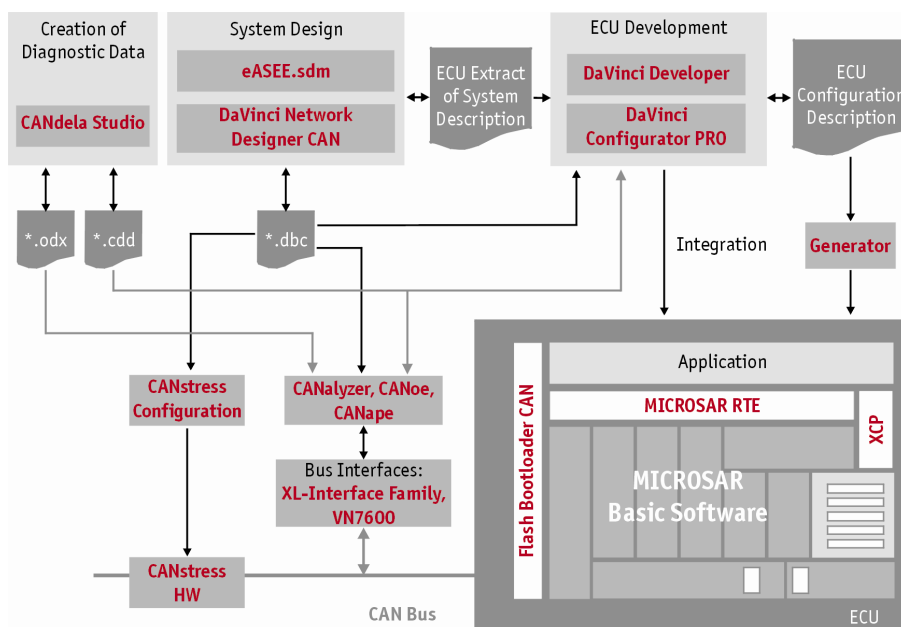 Creation of
Diagnostic Data
CANdela Studio
System Design
eASEE.sdm
DaVinci Network
Designer CAN
ECU Extract
of System
Description
ECU Development
DaVinci Developer
DaVinci
Configurator PRO
ECU
Configuration
Description
*.odx
*.cdd
*.dbc
Integration
Generator
CANstress
Configuration
CANalyzer, CANoe,
CANape
Bus Interfaces:
XL-Interface Family,
VN7600
CANstress
HW
CAN Bus
Flash Bootloader CAN
Application
MICROSAR RTE
XCP
MICROSAR
Basic Software
ECU